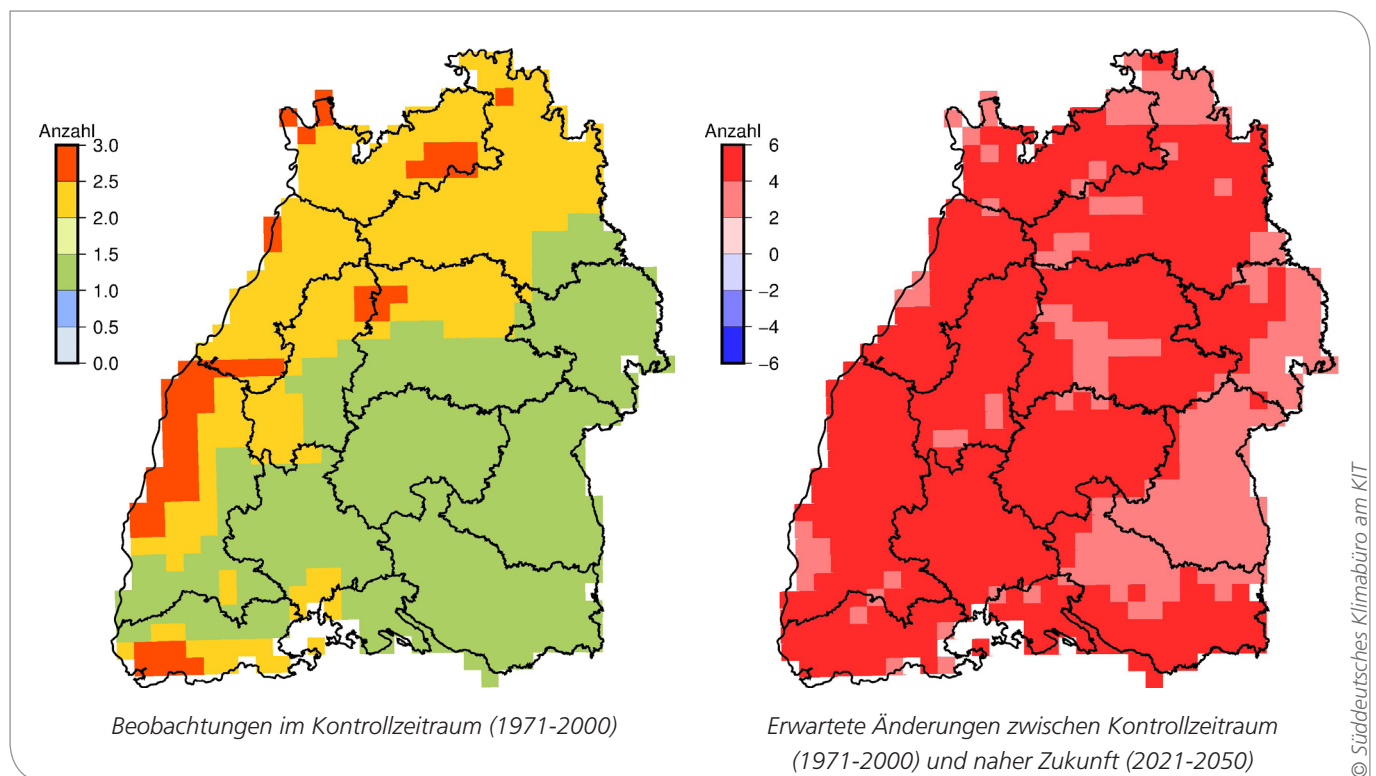 Anzahl
3.0
2.5
2.0
1.5
1.0
0.5
0.0
Beobachtungen im Kontrollzeitraum (1971-2000)
Anzahl
6
4
2
0
−2
−4
−6
Erwartete Änderungen zwischen Kontrollzeitraum
(1971-2000) und naher Zukunft (2021-2050)
© Süddeutsches Klimabüro am KIT